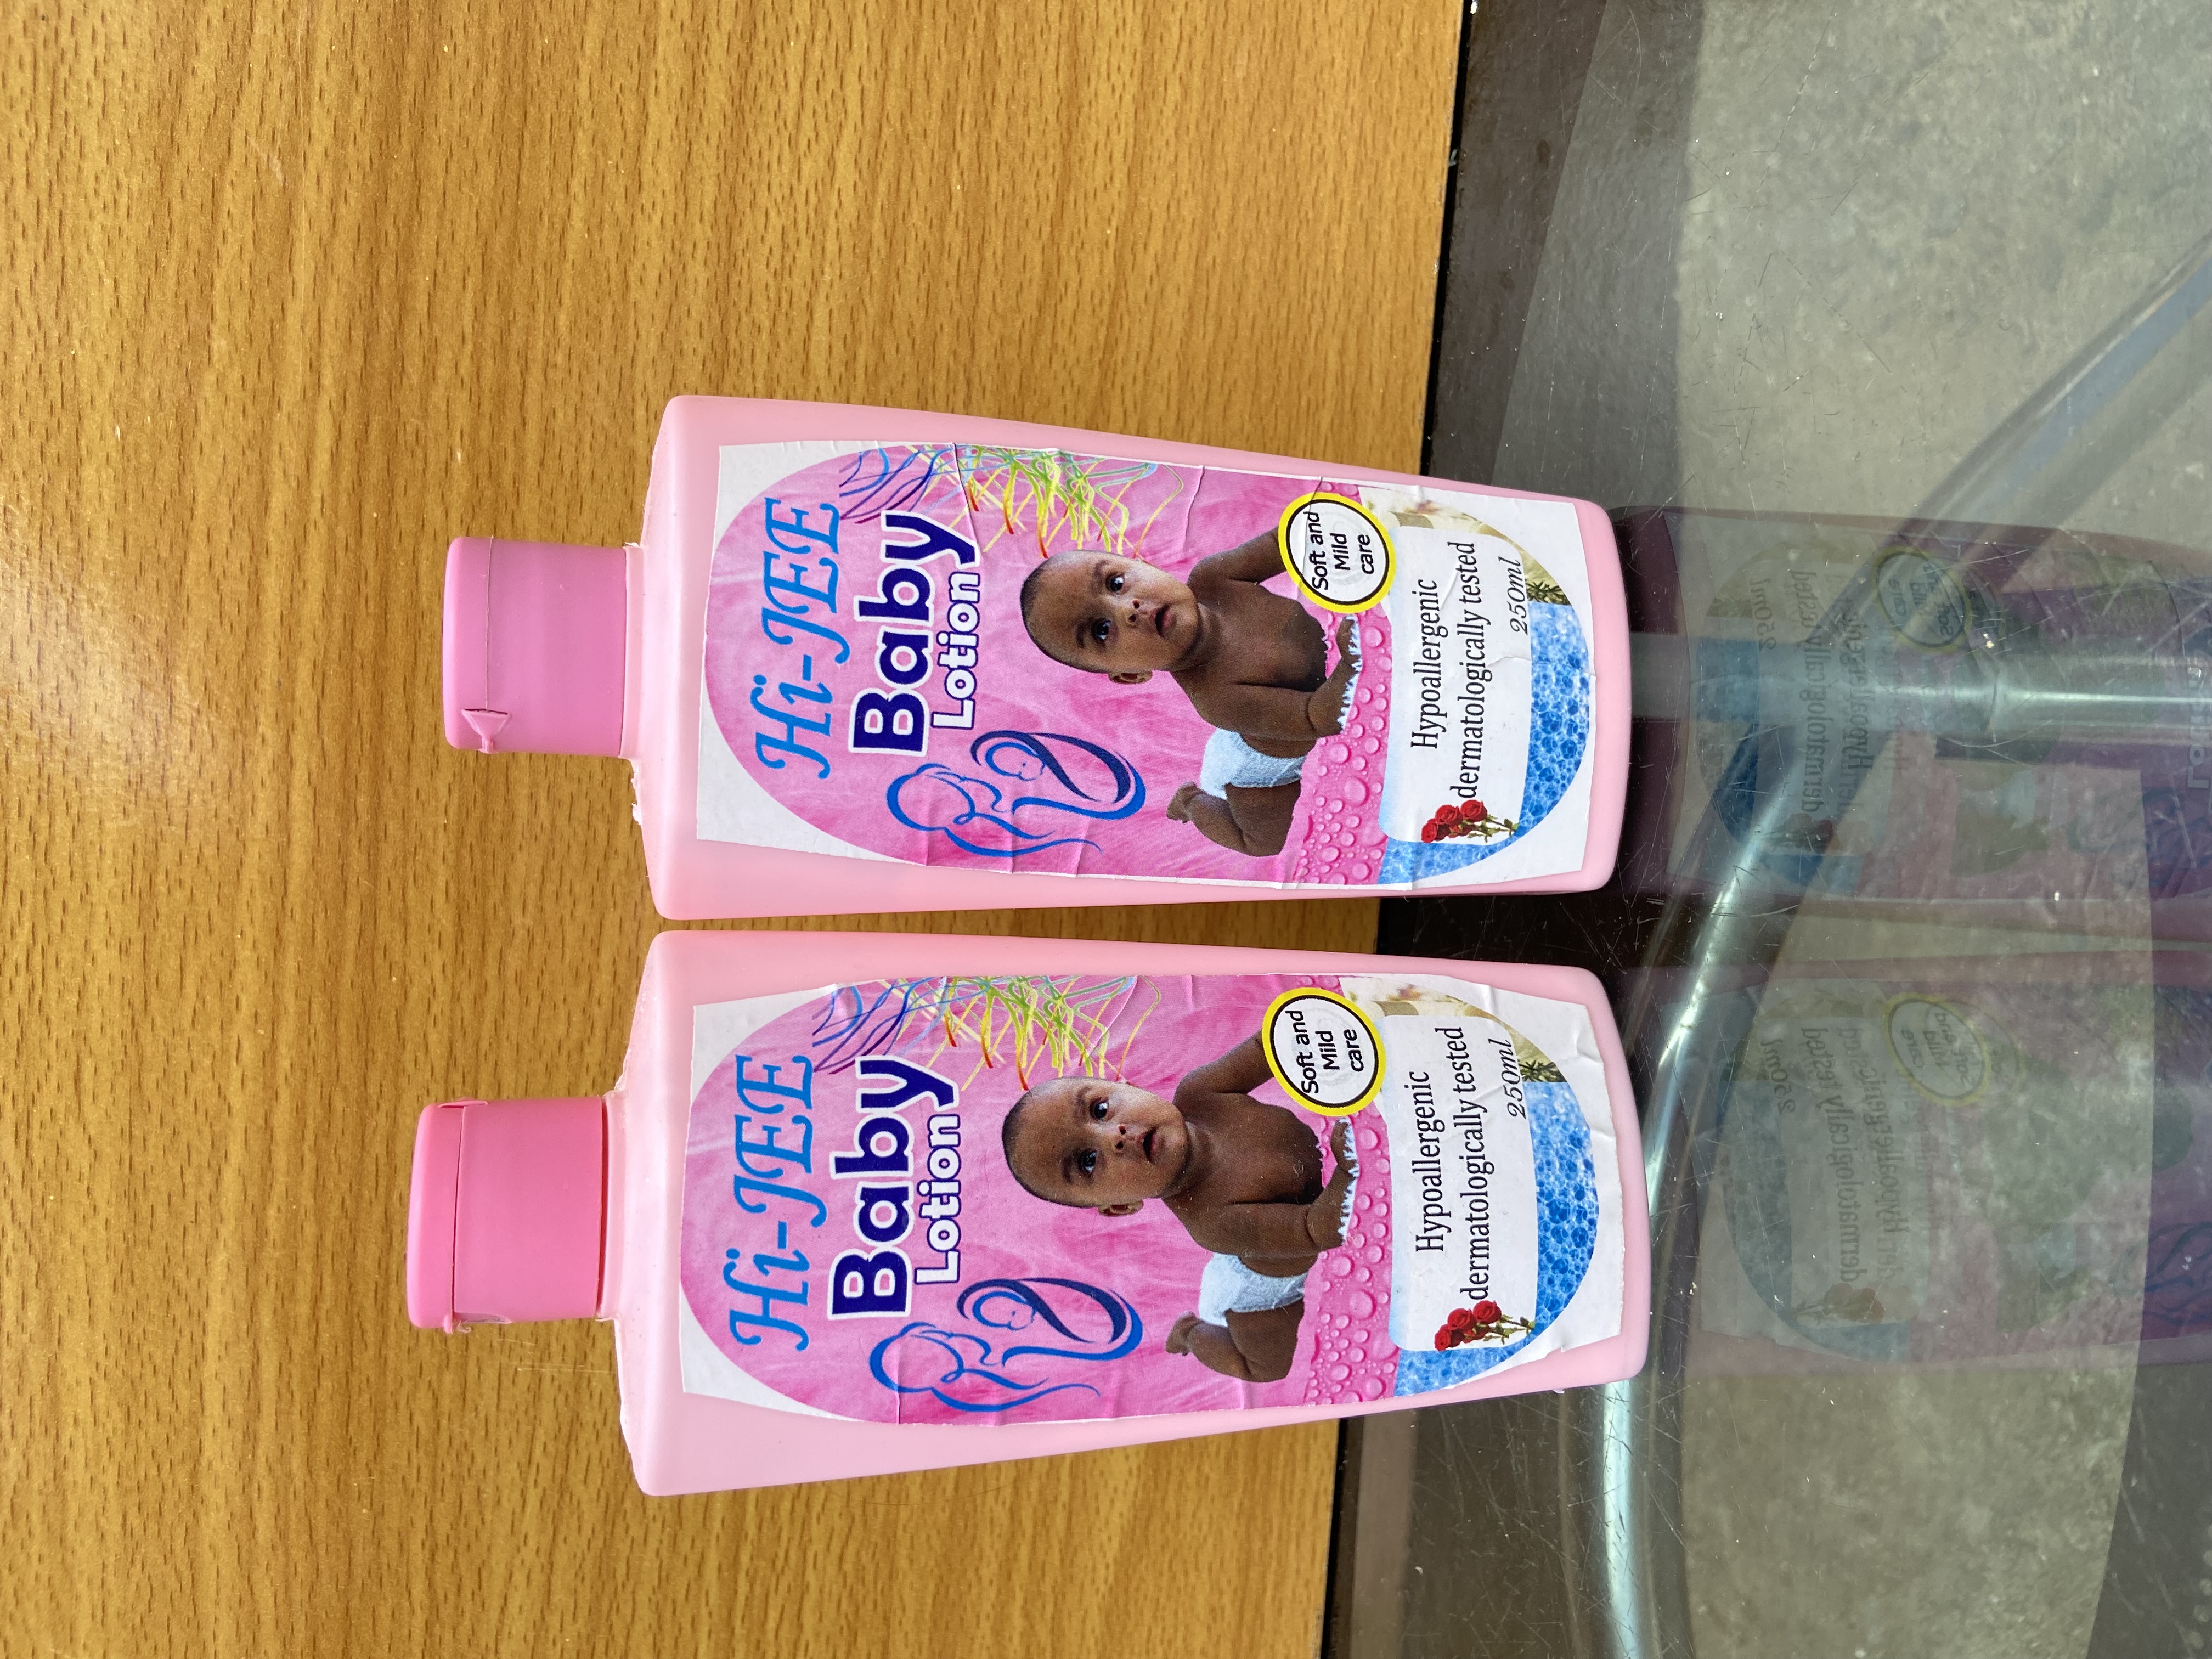 Hi-JEE
Baby
Lotion
Soft and
Mild
care
Hypoallergenic
dermatologically tested
250ml
Hi-JEE
Baby
Lotion
Soft and
Mild
care
Hypoallergenic
dermatologically tested
250ml